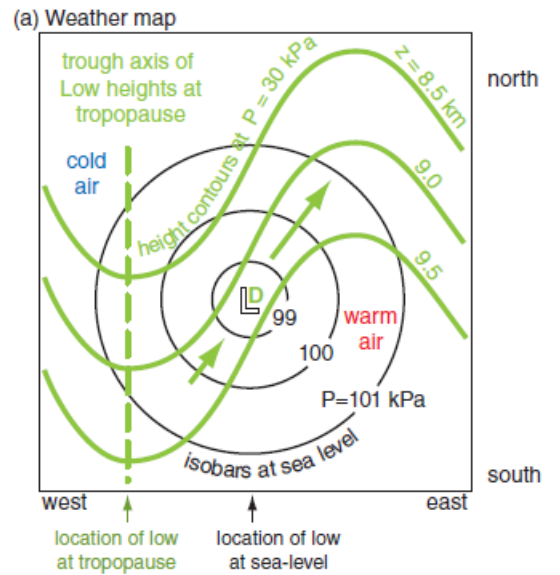 (a) Weather map
trough axis of
Low heights at
tropopause
cold
air
height contours at P = 30 kPa
z = 8.5 km
9.0
9.5
north
L
D
99
100
warm
air
P=101 kPa
isobars at sea level
south
west
east
location of low
at tropopause
location of low
at sea-level